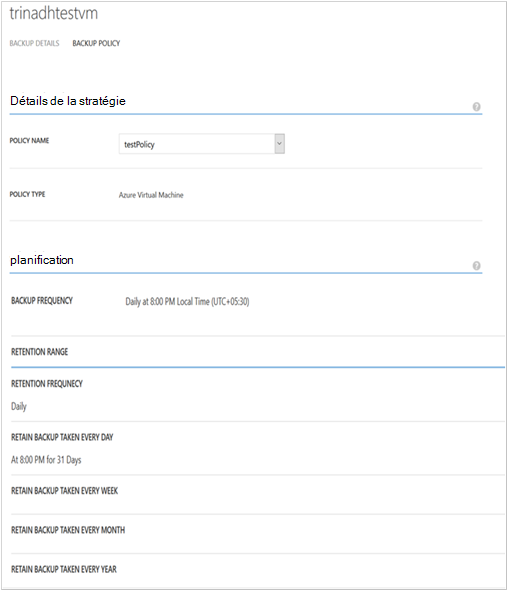 trinadhtestvm
BACKUP DETAILS BACKUP POLICY
Détails de la stratégie
?
POLICY NAME testPolicy
POLICY TYPE Azure Virtual Machine
planification
?
BACKUP FREQUENCY Daily at 8:00 PM Local Time (UTC+05:30)
RETENTION RANGE
RETENTION FREQUNECY
Daily
RETAIN BACKUP TAKEN EVERY DAY
At 8:00 PM for 31 Days
RETAIN BACKUP TAKEN EVERY WEEK
RETAIN BACKUP TAKEN EVERY MONTH
RETAIN BACKUP TAKEN EVERY YEAR